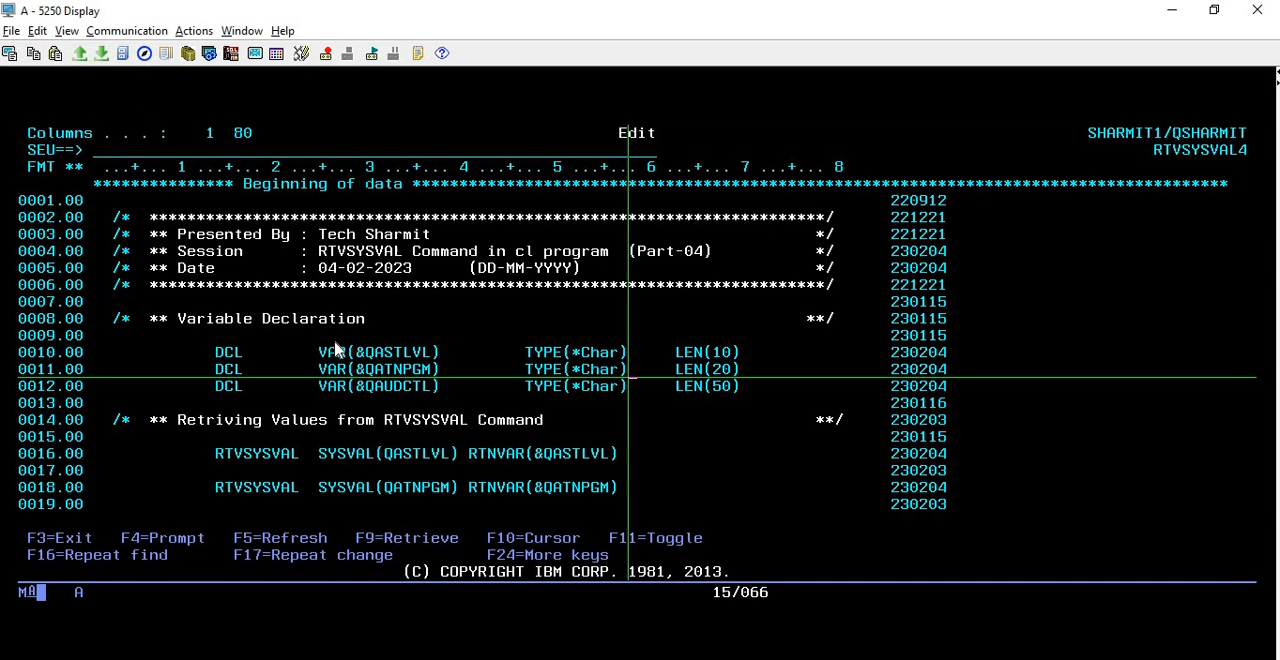 A - 5250 Display
File Edit View Communication Actions Window Help
Columns . . . : 1 80 Edit SHARMIT1/QSHARMIT
SEU==> RTVSYSVAL4
FMT ** ...+... 1 ...+... 2 ...+... 3 ...+... 4 ...+... 5 ...+... 6 ...+... 7 ...+... 8
*************** Beginning of data ****************************************************************************************
0001.00 220912
0002.00 /* ************************************************************************/ 221221
0003.00 /* ** Presented By : Tech Sharmit */ 221221
0004.00 /* ** Session : RTVSYSVAL Command in cl program (Part-04) */ 230204
0005.00 /* ** Date : 04-02-2023 (DD-MM-YYYY) */ 230204
0006.00 /* ************************************************************************/ 221221
0007.00 230115
0008.00 /* ** Variable Declaration **/ 230115
0009.00 230115
0010.00 DCL VAR(&QASTLVL) TYPE(*Char) LEN(10) 230204
0011.00 DCL VAR(&QATNPGM) TYPE(*Char) LEN(20) 230204
0012.00 DCL VAR(&QAUDCTL) TYPE(*Char) LEN(50) 230204
0013.00 230116
0014.00 /* ** Retriving Values from RTVSYSVAL Command **/ 230203
0015.00 230115
0016.00 RTVSYSVAL SYSVAL(QASTLVL) RTNVAR(&QASTLVL) 230204
0017.00 230203
0018.00 RTVSYSVAL SYSVAL(QATNPGM) RTNVAR(&QATNPGM) 230204
0019.00 230203
F3=Exit F4=Prompt F5=Refresh F9=Retrieve F10=Cursor F11=Toggle
F16=Repeat find F17=Repeat change F24=More keys
(C) COPYRIGHT IBM CORP. 1981, 2013.
MA A 15/066